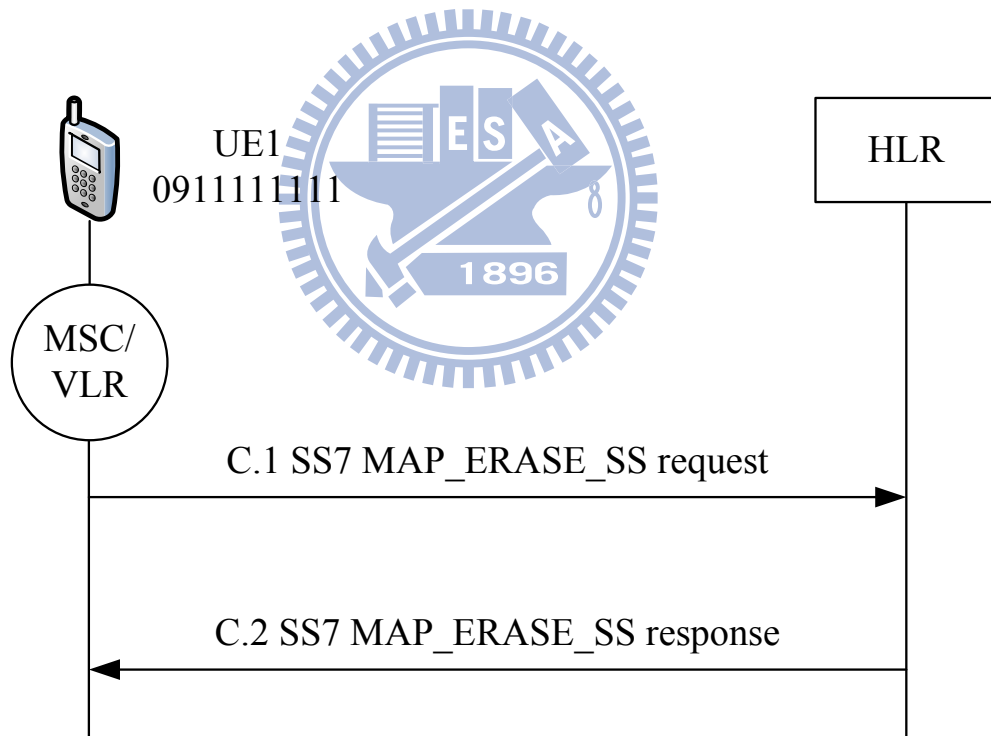 E S A
UE1
0911111111
HLR
1896
MSC/
VLR
C.1 SS7 MAP_ERASE_SS request
C.2 SS7 MAP_ERASE_SS response